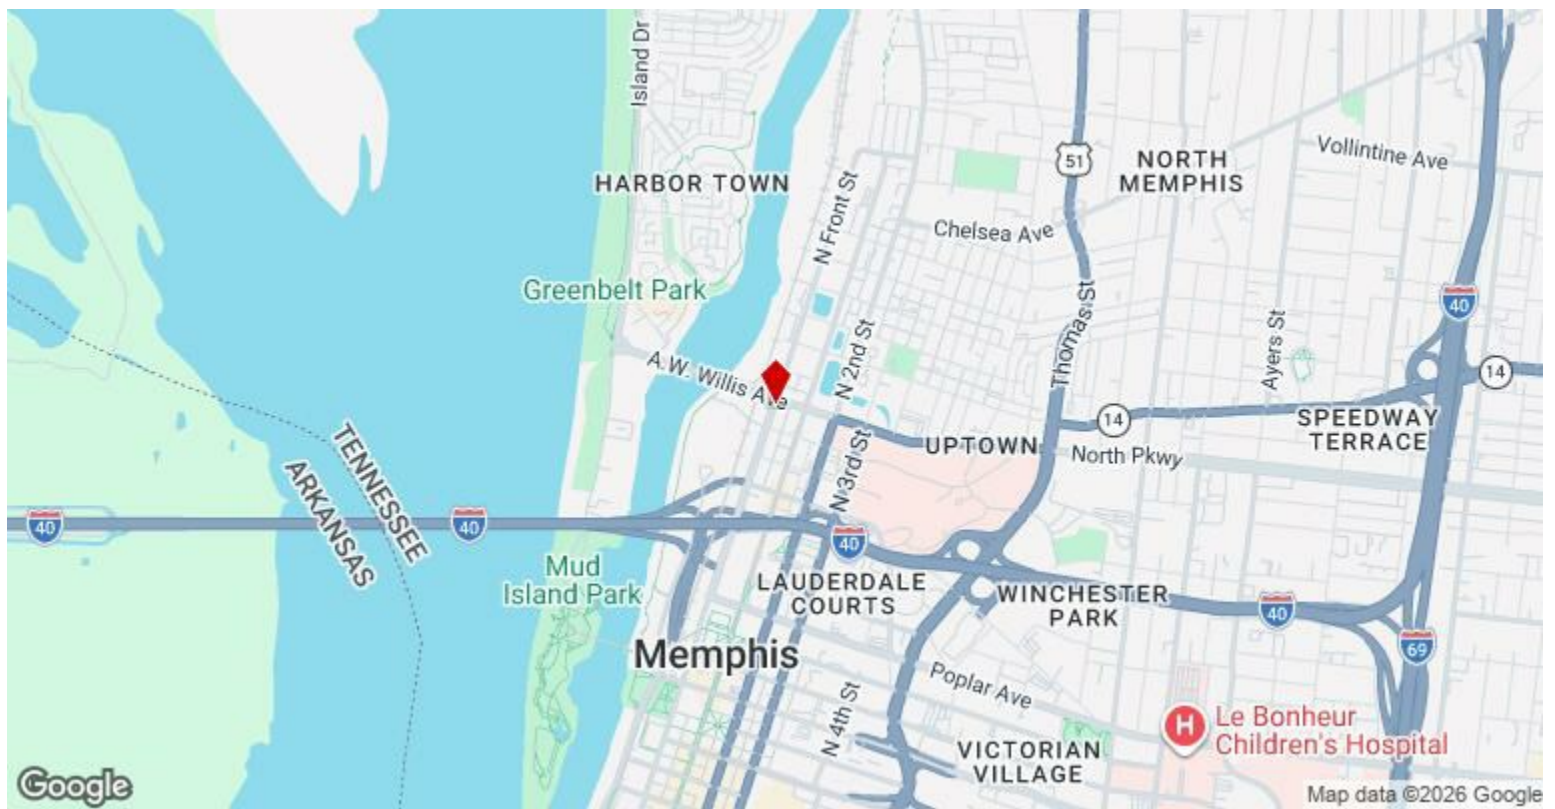 Island Dr
51
NORTH
MEMPHIS
Vollintine Ave
HARBOR TOWN
N Front St
Chelsea Ave
Greenbelt Park
40
Thomas St
Ayers St
A.W. Willis Ave
N 2nd St
14
14
SPEEDWAY
TERRACE
UPTOWN
North Pkwy
TENNESSEE
ARKANSAS
N 3rd St
40
40
40
Mud
Island Park
LAUDERDALE
COURTS
WINCHESTER
PARK
40
69
Memphis
Poplar Ave
N 4th St
H
Le Bonheur
Children's Hospital
VICTORIAN
VILLAGE
Google
Map data ©2026 Google